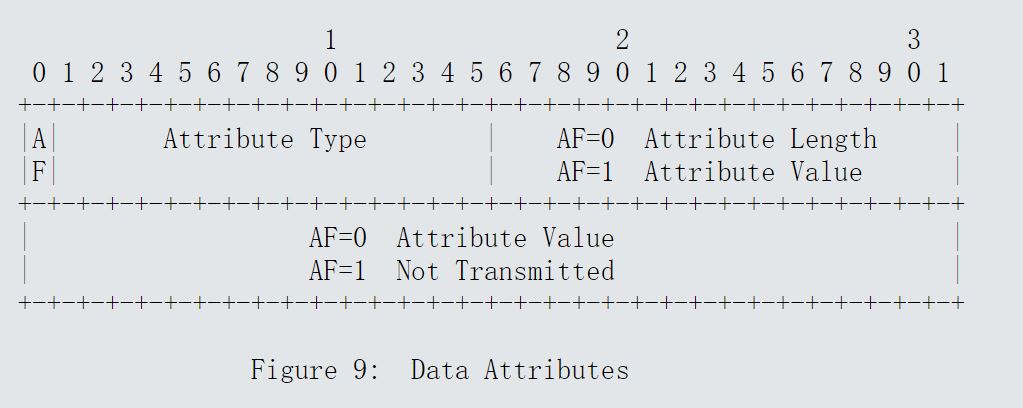 1                   2                   3
 0 1 2 3 4 5 6 7 8 9 0 1 2 3 4 5 6 7 8 9 0 1 2 3 4 5 6 7 8 9 0 1
+-+-+-+-+-+-+-+-+-+-+-+-+-+-+-+-+-+-+-+-+-+-+-+-+-+-+-+-+-+-+-+-+
|A|       Attribute Type        |    AF=0  Attribute Length     |
|F|                             |    AF=1  Attribute Value      |
+-+-+-+-+-+-+-+-+-+-+-+-+-+-+-+-+-+-+-+-+-+-+-+-+-+-+-+-+-+-+-+-+
|                   AF=0  Attribute Value                       |
|                   AF=1  Not Transmitted                       |
+-+-+-+-+-+-+-+-+-+-+-+-+-+-+-+-+-+-+-+-+-+-+-+-+-+-+-+-+-+-+-+-+
                Figure 9:  Data Attributes